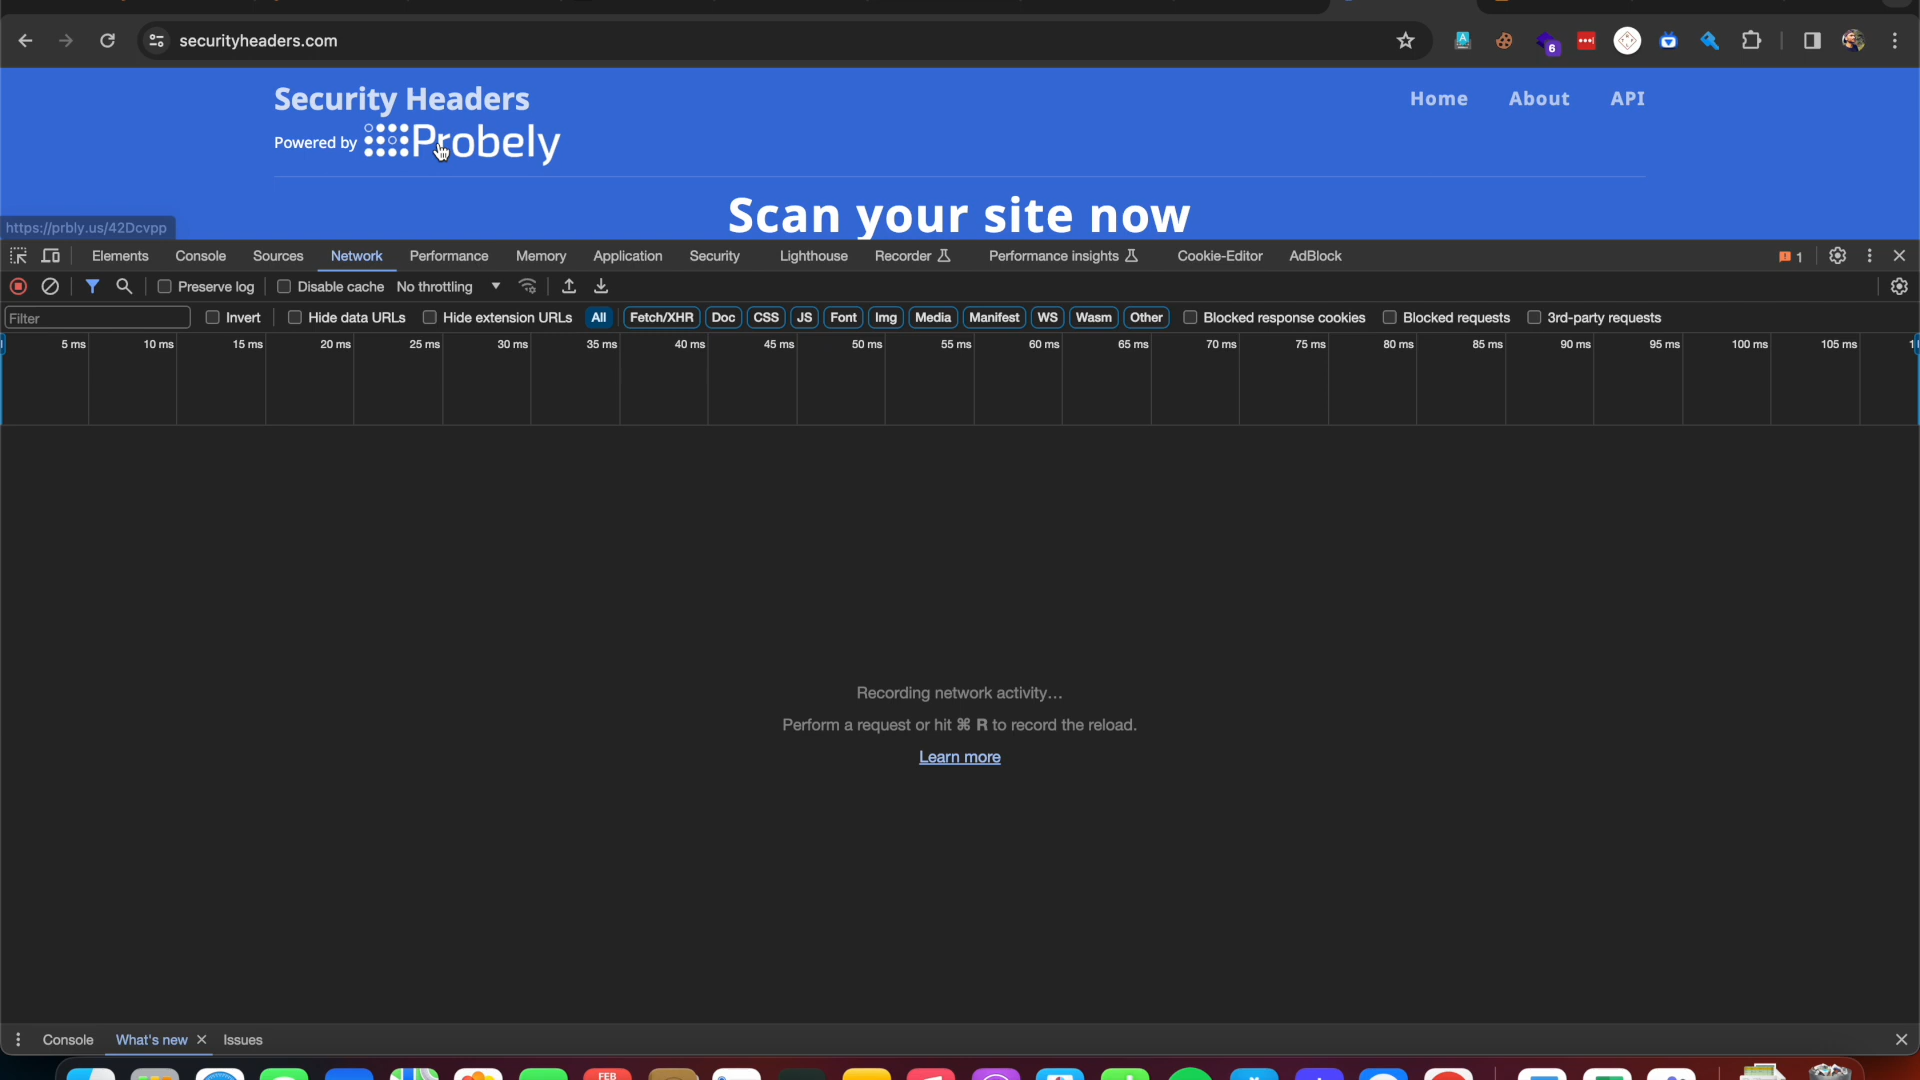 securityheaders.com
6
Security Headers
Home About API
Powered by Probely
Scan your site now
https://prbly.us/42Dcvpp
Elements Console Sources Network Performance Memory Application Security Lighthouse Recorder Performance insights Cookie-Editor AdBlock 1
Preserve log Disable cache No throttling
Filter Invert Hide data URLs Hide extension URLs All Fetch/XHR Doc CSS JS Font Img Media Manifest WS Wasm Other Blocked response cookies Blocked requests 3rd-party requests
5 ms 10 ms 15 ms 20 ms 25 ms 30 ms 35 ms 40 ms 45 ms 50 ms 55 ms 60 ms 65 ms 70 ms 75 ms 80 ms 85 ms 90 ms 95 ms 100 ms 105 ms
Recording network activity…
Perform a request or hit ⌘ R to record the reload.
Learn more
Console What's new Issues
FEB